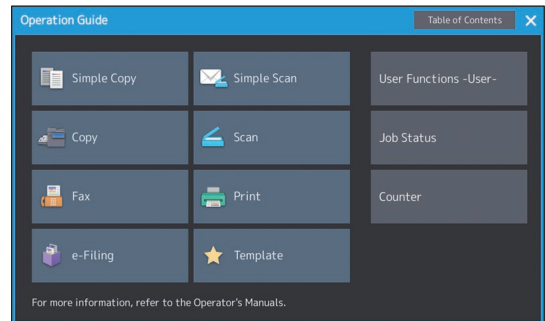 Operation Guide
Table of Contents
Simple Copy
Simple Scan
User Functions -User-
Copy
Scan
Job Status
Fax
Print
Counter
e-Filing
Template
For more information, refer to the Operator's Manuals.